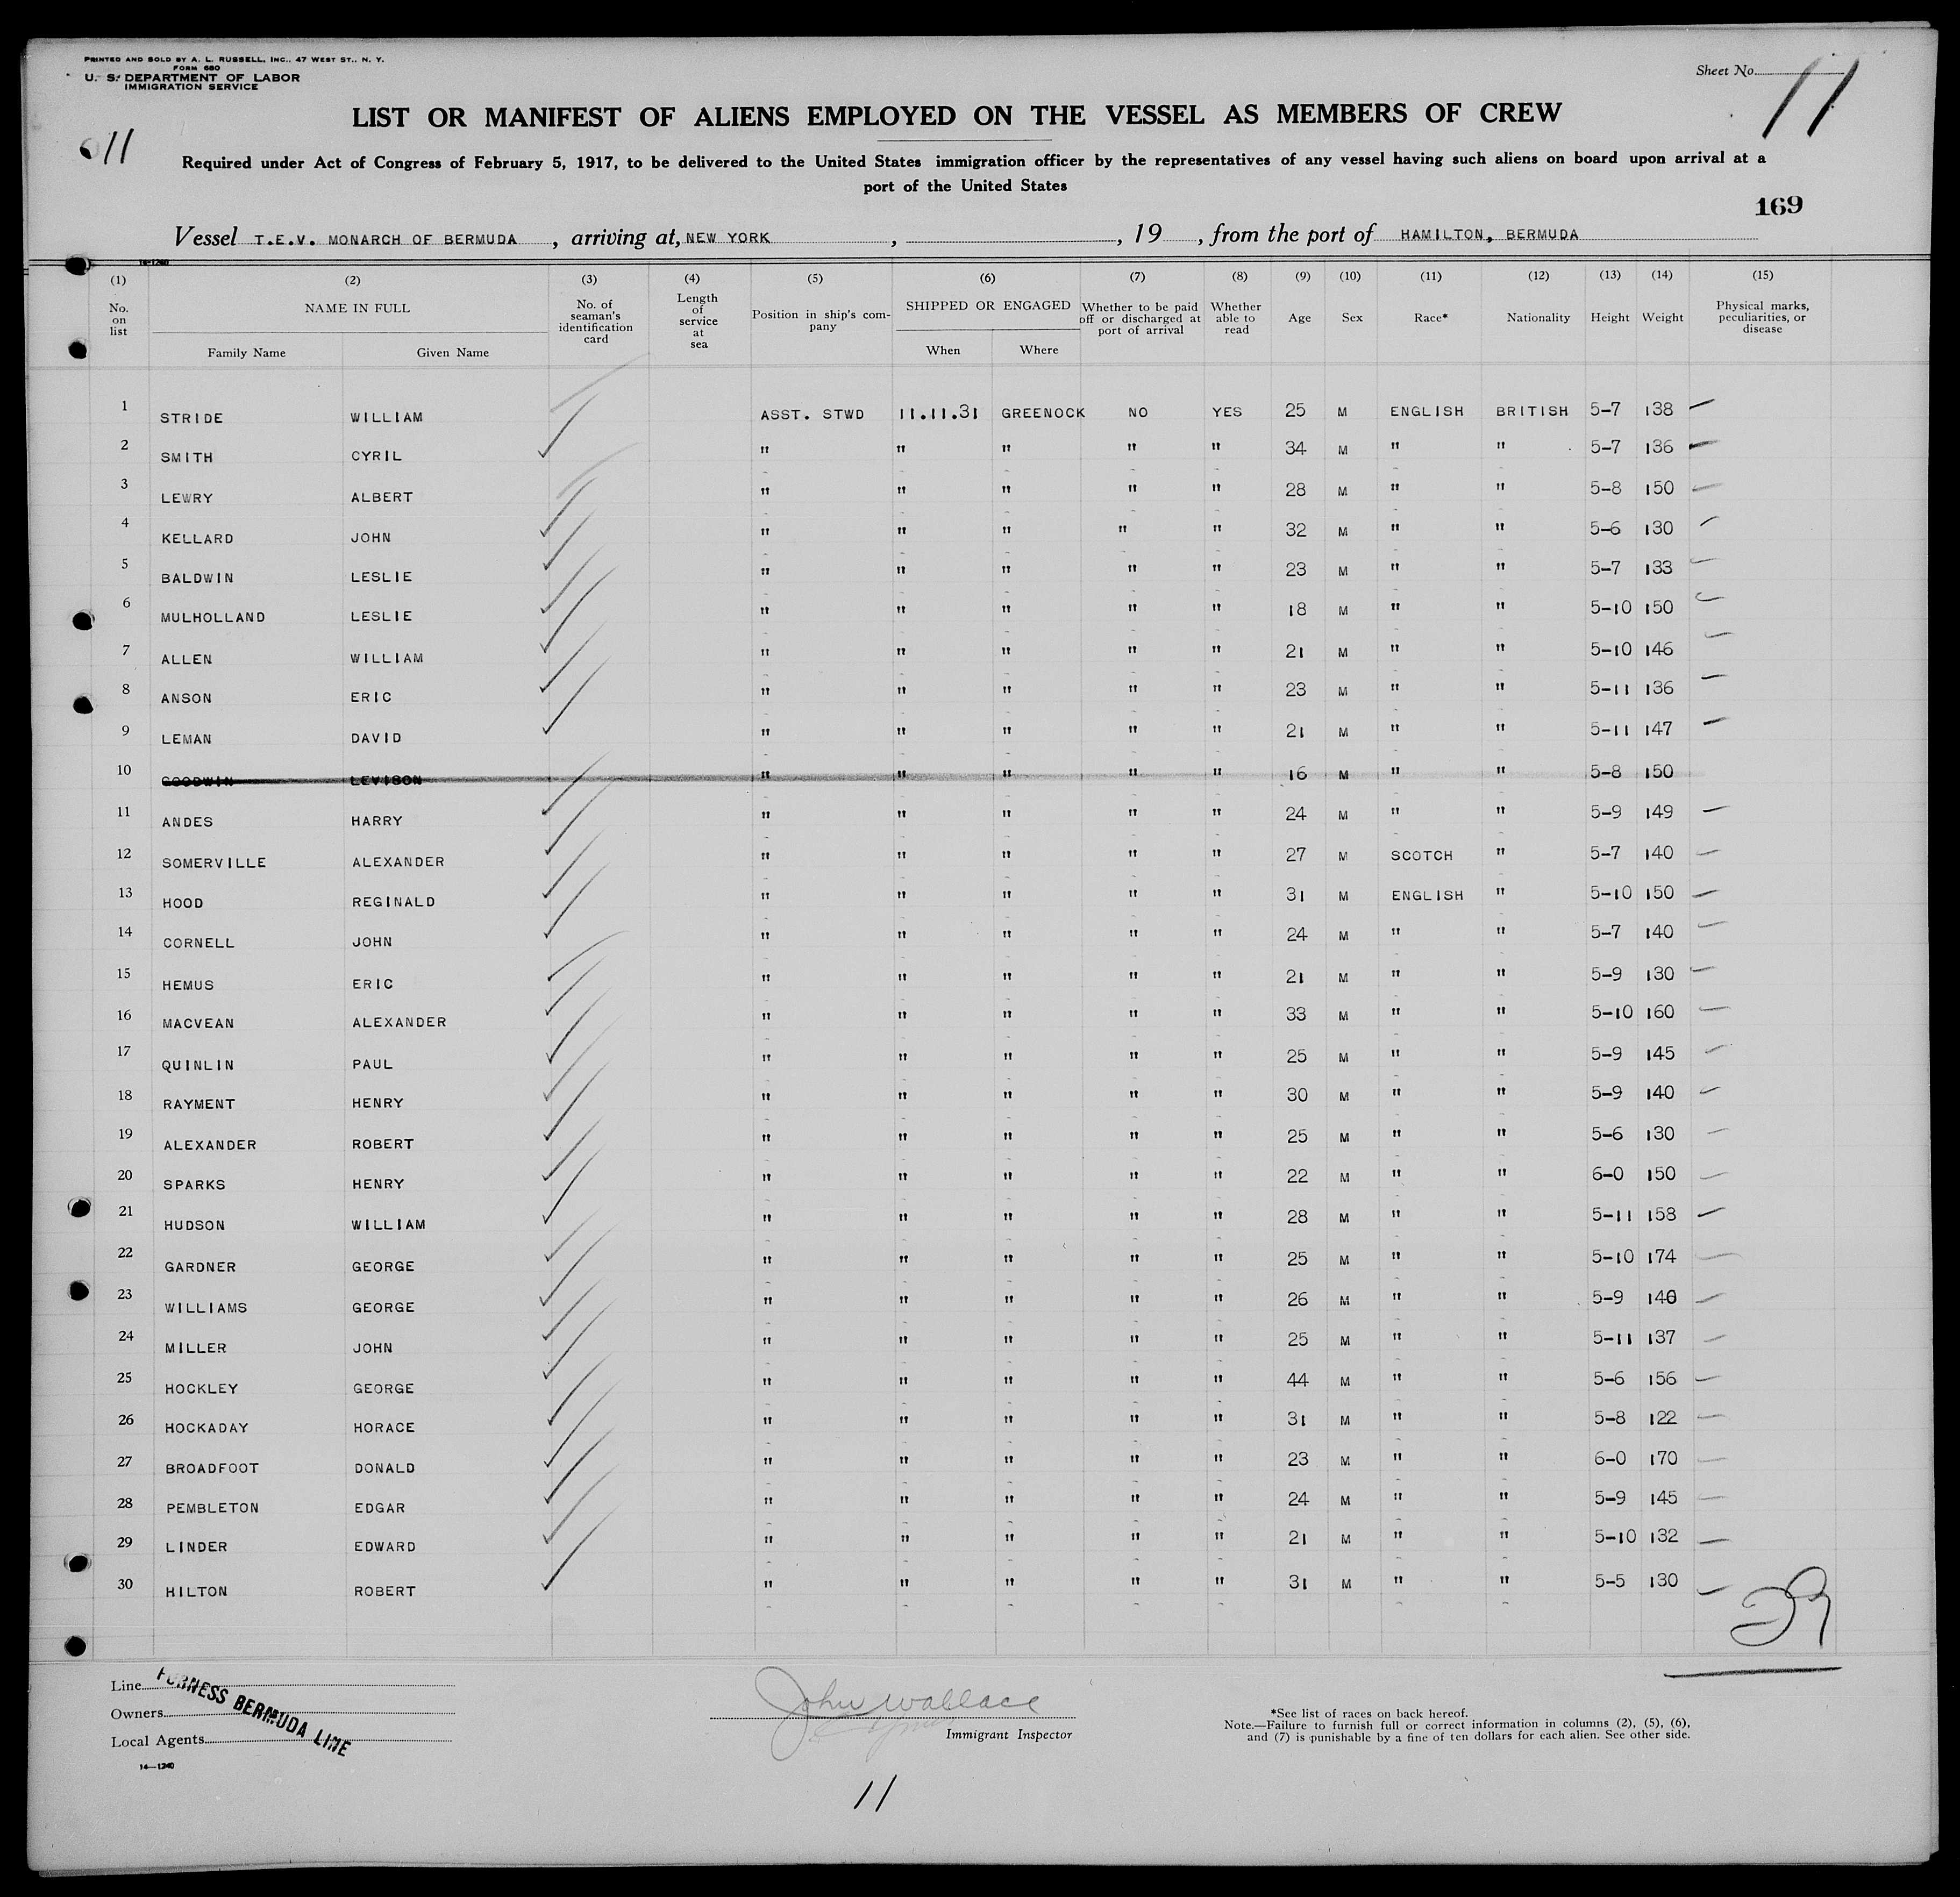 PRINTED AND SOLD BY A. L. RUSSELL, INC., 47 WEST ST., N. Y.
FORM 680
U. S. DEPARTMENT OF LABOR
IMMIGRATION SERVICE
Sheet No. 11
LIST OR MANIFEST OF ALIENS EMPLOYED ON THE VESSEL AS MEMBERS OF CREW
11
Required under Act of Congress of February 5, 1917, to be delivered to the United States immigration officer by the representatives of any vessel having such aliens on board upon arrival at a
port of the United States
169
Vessel T.E.V. MONARCH OF BERMUDA, arriving at, NEW YORK, , 19 , from the port of HAMILTON, BERMUDA
14-1240
(1) (2) (3) (4) (5) (6) (7) (8) (9) (10) (11) (12) (13) (14) (15)
No. on list NAME IN FULL Family Name Given Name No. of seaman's identification card Length of service at sea Position in ship's company SHIPPED OR ENGAGED When Where Whether to be paid off or discharged at port of arrival Whether able to read Age Sex Race* Nationality Height Weight Physical marks, peculiarities, or disease
1 STRIDE WILLIAM ASST. STWD 11.11.31 GREENOCK NO YES 25 M ENGLISH BRITISH 5-7 138
2 SMITH CYRIL " " " " " 34 M " " 5-7 136
3 LEWRY ALBERT " " " " " 28 M " " 5-8 150
4 KELLARD JOHN " " " " " 32 M " " 5-6 130
5 BALDWIN LESLIE " " " " " 23 M " " 5-7 133
6 MULHOLLAND LESLIE " " " " " 18 M " " 5-10 150
7 ALLEN WILLIAM " " " " " 21 M " " 5-10 146
8 ANSON ERIC " " " " " 23 M " " 5-11 136
9 LEMAN DAVID " " " " " 21 M " " 5-11 147
10 GOODWIN LEVISON " " " " " 16 M " " 5-8 150
11 ANDES HARRY " " " " " 24 M " " 5-9 149
12 SOMERVILLE ALEXANDER " " " " " 27 M SCOTCH " 5-7 140
13 HOOD REGINALD " " " " " 31 M ENGLISH " 5-10 150
14 CORNELL JOHN " " " " " 24 M " " 5-7 140
15 HEMUS ERIC " " " " " 21 M " " 5-9 130
16 MACVEAN ALEXANDER " " " " " 33 M " " 5-10 160
17 QUINLIN PAUL " " " " " 25 M " " 5-9 145
18 RAYMENT HENRY " " " " " 30 M " " 5-9 140
19 ALEXANDER ROBERT " " " " " 25 M " " 5-6 130
20 SPARKS HENRY " " " " " 22 M " " 6-0 150
21 HUDSON WILLIAM " " " " " 28 M " " 5-11 158
22 GARDNER GEORGE " " " " " 25 M " " 5-10 174
23 WILLIAMS GEORGE " " " " " 26 M " " 5-9 140
24 MILLER JOHN " " " " " 25 M " " 5-11 137
25 HOCKLEY GEORGE " " " " " 44 M " " 5-6 156
26 HOCKADAY HORACE " " " " " 31 M " " 5-8 122
27 BROADFOOT DONALD " " " " " 23 M " " 6-0 170
28 PEMBLETON EDGAR " " " " " 24 M " " 5-9 145
29 LINDER EDWARD " " " " " 21 M " " 5-10 132
30 HILTON ROBERT " " " " " 31 M " " 5-5 130
29
Line
Owners
Local Agents
FURNESS BERMUDA LINE
14-1240
John Wallace
Immigrant Inspector
*See list of races on back hereof.
Note.—Failure to furnish full or correct information in columns (2), (5), (6),
and (7) is punishable by a fine of ten dollars for each alien. See other side.
11